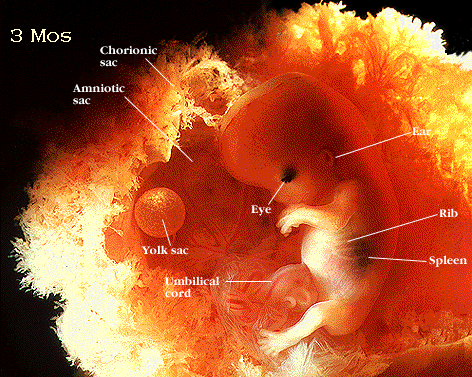 3 Mos
Chorionic
sac
Amniotic
sac
Ear
Eye
Rib
Yolk sac
Spleen
Umbilical
cord